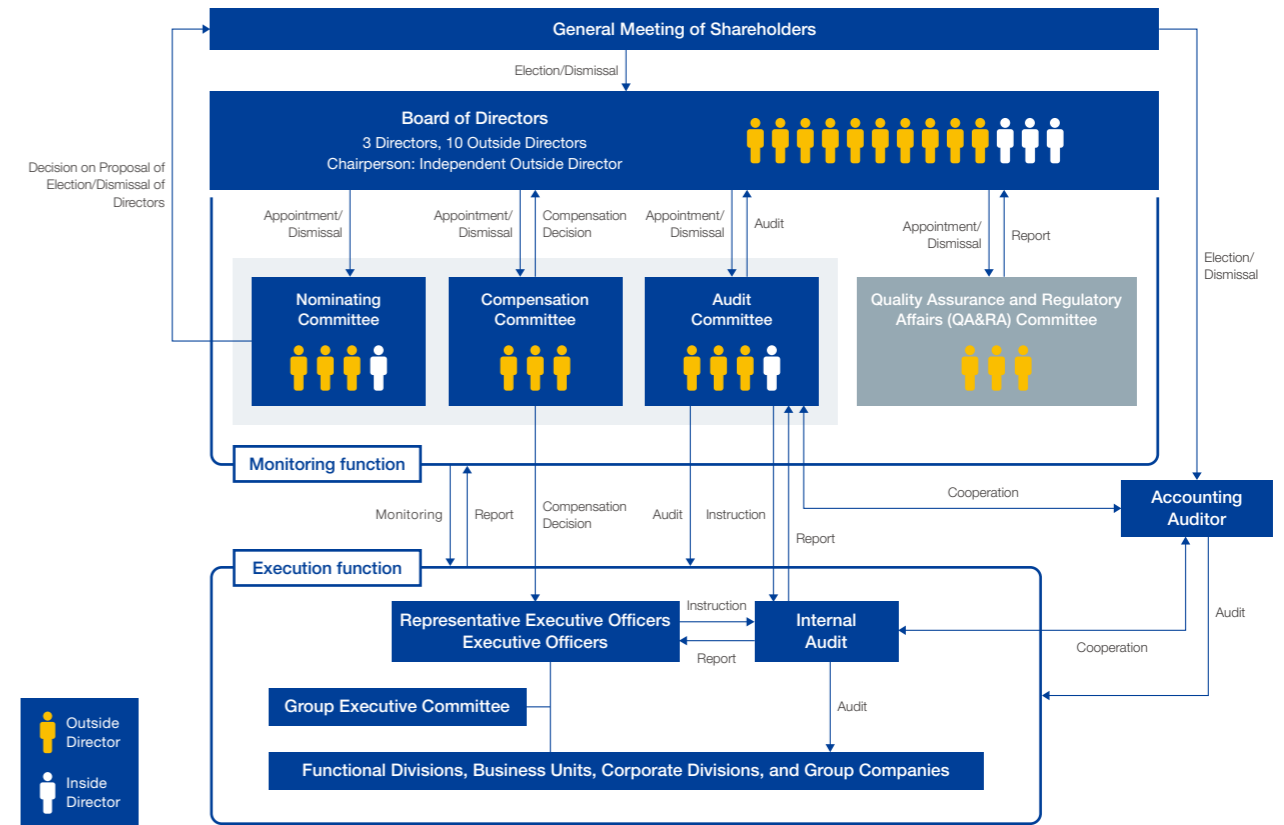 General Meeting of Shareholders
Election/Dismissal
Board of Directors
3 Directors, 10 Outside Directors
Chairperson: Independent Outside Director
Decision on Proposal of
Election/Dismissal of
Directors
Appointment/
Dismissal
Appointment/
Dismissal
Compensation
Decision
Appointment/
Dismissal
Audit
Appointment/
Dismissal
Report
Election/
Dismissal
Nominating
Committee
Compensation
Committee
Audit
Committee
Quality Assurance and Regulatory
Affairs (QA&RA) Committee
Monitoring function
Monitoring
Report
Compensation
Decision
Audit
Instruction
Report
Cooperation
Accounting
Auditor
Execution function
Representative Executive Officers
Executive Officers
Instruction
Report
Internal
Audit
Cooperation
Audit
Group Executive Committee
Audit
Functional Divisions, Business Units, Corporate Divisions, and Group Companies
Outside
Director
Inside
Director